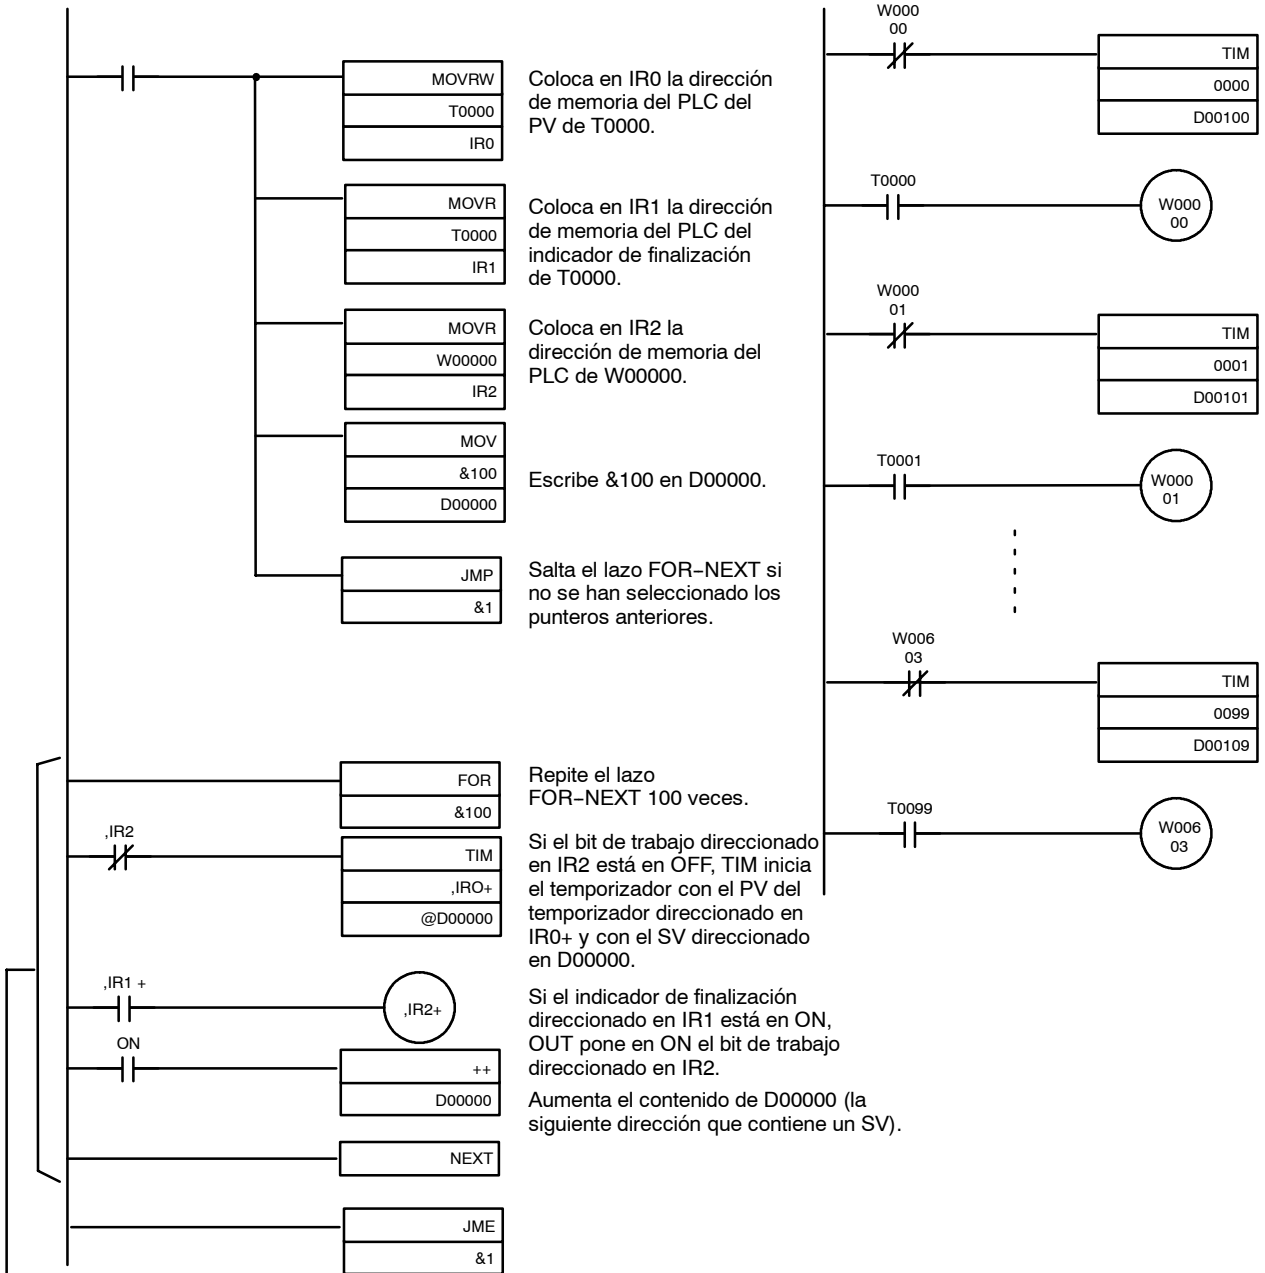 MOVRW
T0000
IR0
Coloca en IR0 la dirección
de memoria del PLC del
PV de T0000.
MOVR
T0000
IR1
Coloca en IR1 la dirección
de memoria del PLC del
indicador de finalización
de T0000.
MOVR
W00000
IR2
Coloca en IR2 la
dirección de memoria del
PLC de W00000.
MOV
&100
D00000
Escribe &100 en D00000.
JMP
&1
Salta el lazo FOR–NEXT si
no se han seleccionado los
punteros anteriores.
FOR
&100
Repite el lazo
FOR–NEXT 100 veces.
,IR2
TIM
,IRO+
@D00000
Si el bit de trabajo direccionado
en IR2 está en OFF, TIM inicia
el temporizador con el PV del
temporizador direccionado en
IR0+ y con el SV direccionado
en D00000.
,IR1 +
,IR2+
Si el indicador de finalización
direccionado en IR1 está en ON,
OUT pone en ON el bit de trabajo
direccionado en IR2.
ON
++
D00000
Aumenta el contenido de D00000 (la
siguiente dirección que contiene un SV).
NEXT
JME
&1
W000
00
TIM
0000
D00100
T0000
W000
00
W000
01
TIM
0001
D00101
T0001
W000
01
W006
03
TIM
0099
D00109
T0099
W006
03